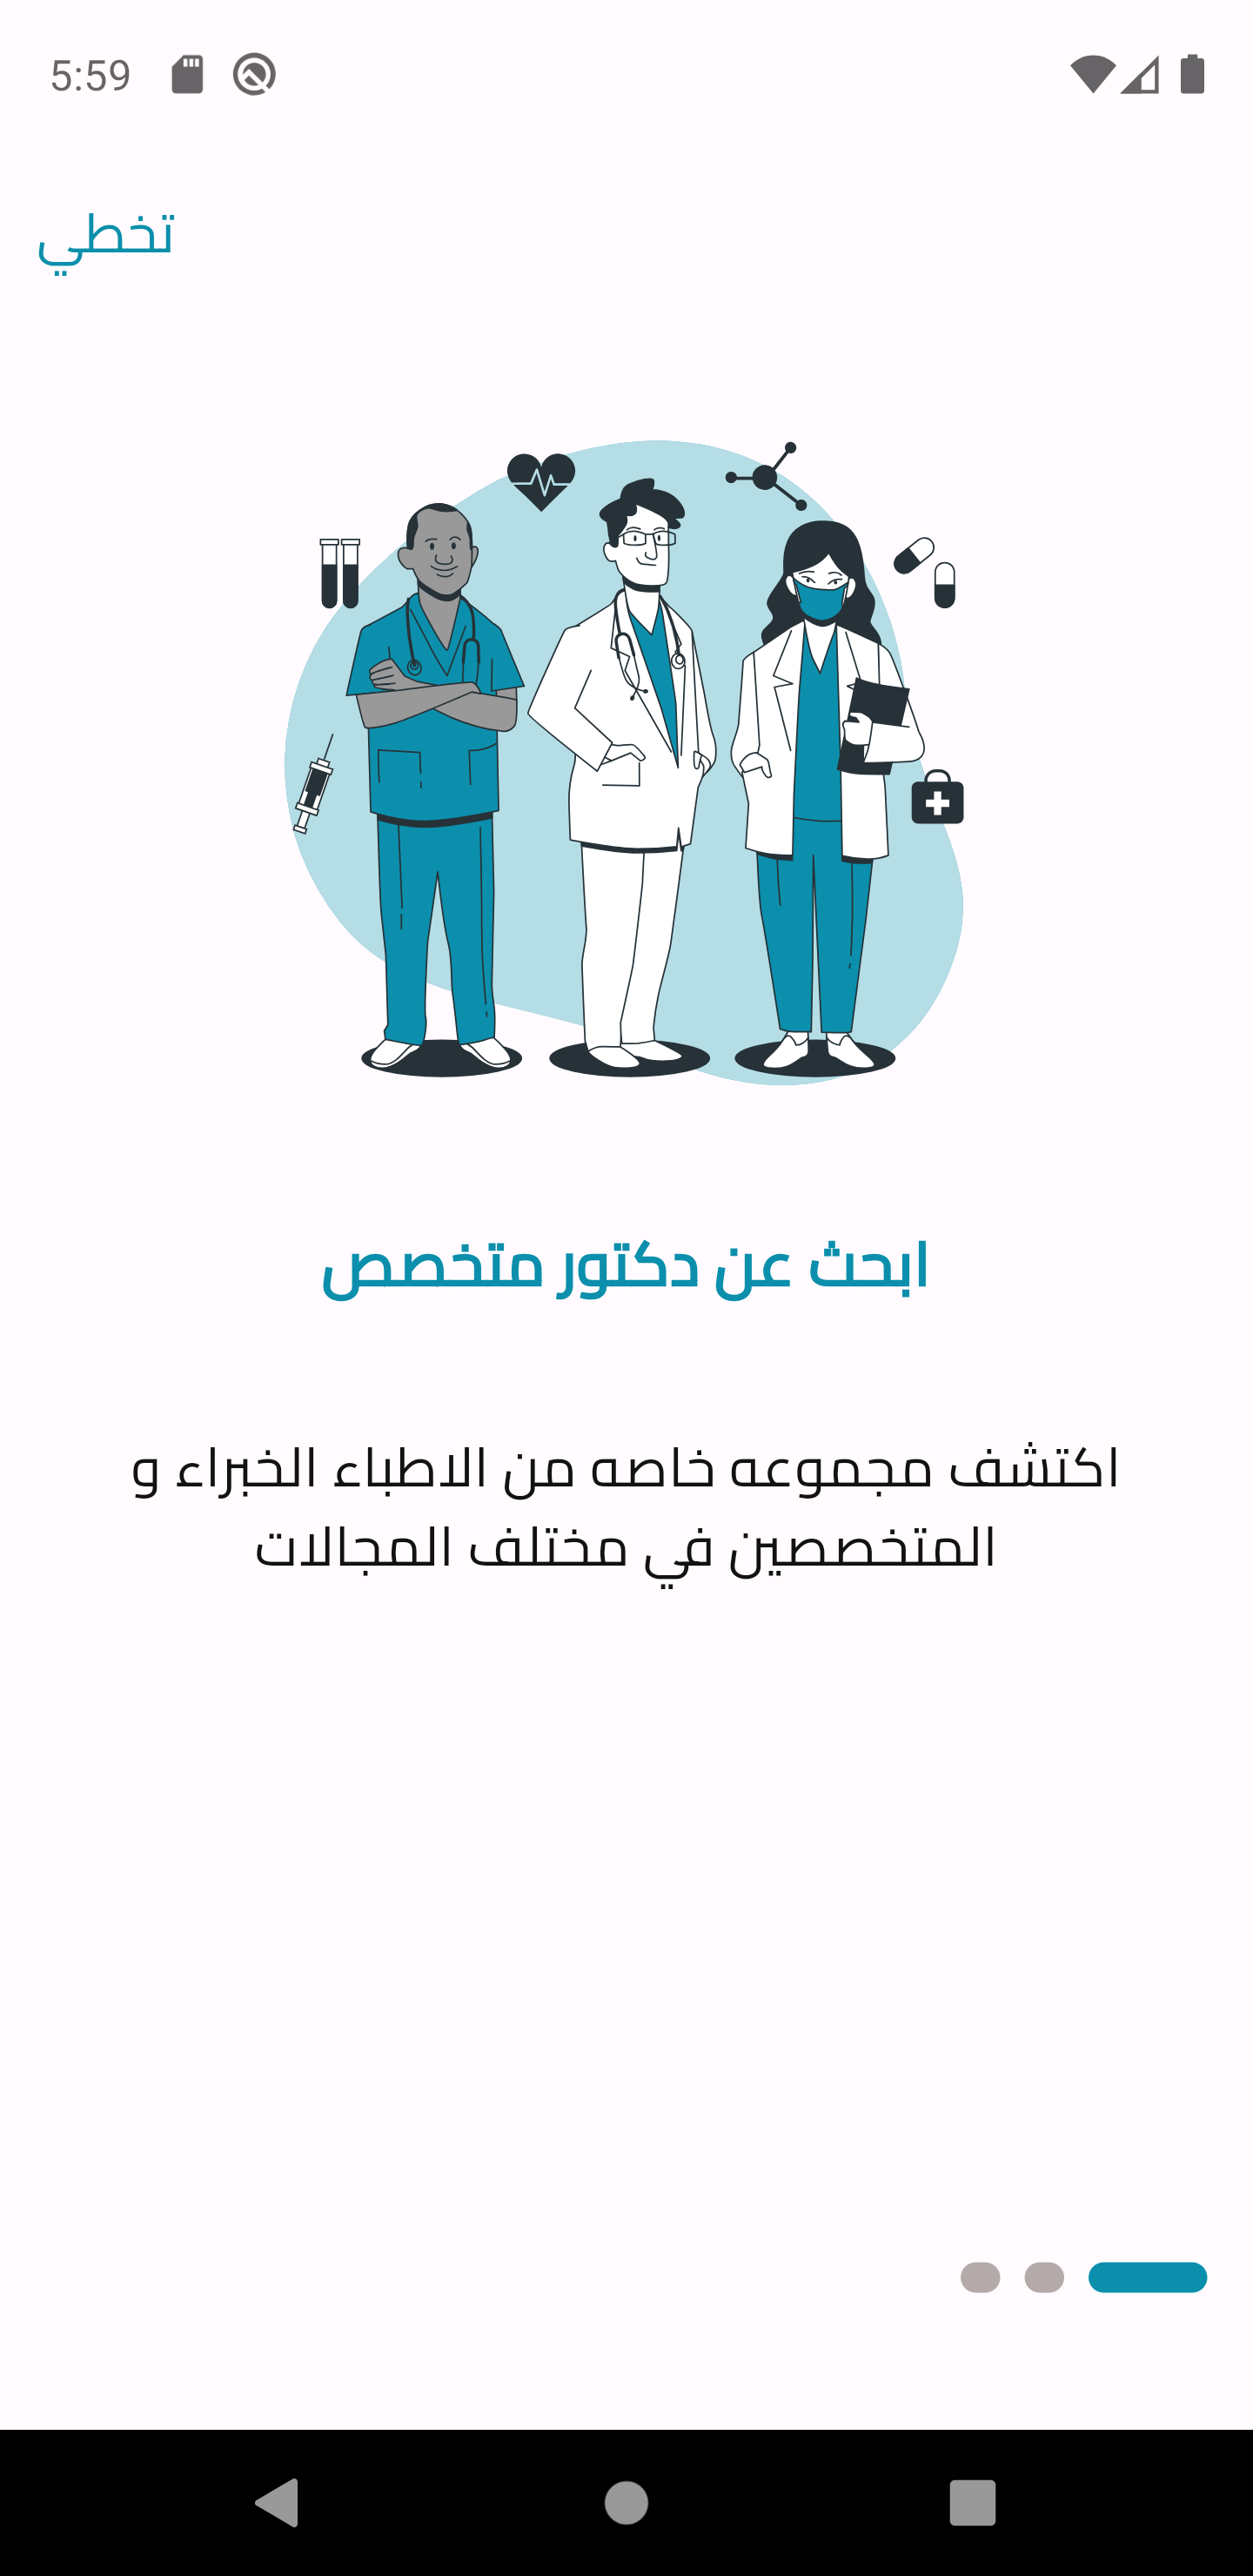 5:59
تخطي
ابحث عن دكتور متخصص
اكتشف مجموعه خاصه من الاطباء الخبراء و
المتخصصين في مختلف المجالات